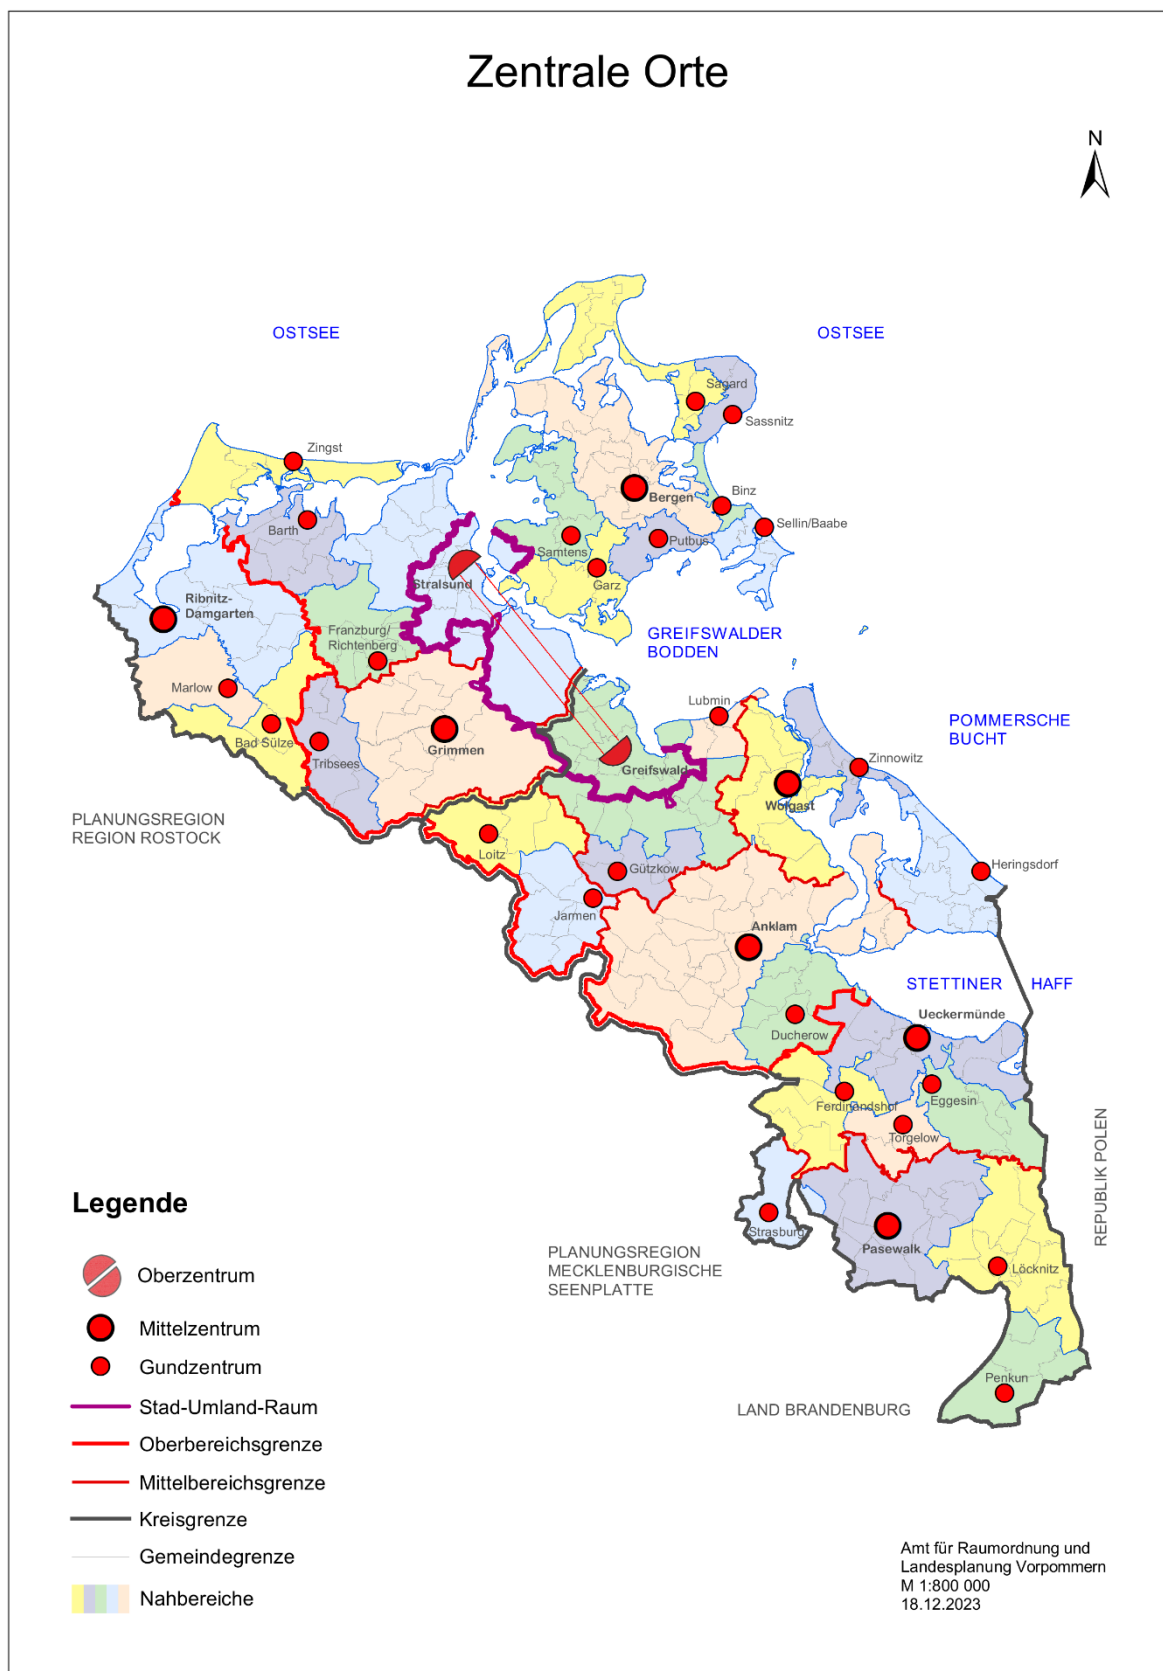 Zentrale Orte
N
OSTSEE
OSTSEE
Sagard
Sassnitz
Zingst
Bergen
Binz
Barth
Sellin/Baabe
Samtens
Putbus
Stralsund
Garz
Ribnitz-
Damgarten
Franzburg/
Richtenberg
GREIFSWALDER
BODDEN
Marlow
Lubmin
POMMERSCHE
BUCHT
Bad Sülze
Grimmen
Tribsees
Greifswald
Zinnowitz
Wolgast
PLANUNGSREGION
REGION ROSTOCK
Loitz
Gützkow
Heringsdorf
Jarmen
Anklam
STETTINER HAFF
Ueckermünde
Ducherow
Ferdinandshof
Eggesin
Torgelow
REPUBLIK POLEN
Strasburg
Pasewalk
PLANUNGSREGION
MECKLENBURGISCHE
SEENPLATTE
Löcknitz
Penkun
LAND BRANDENBURG
Legende
Oberzentrum
Mittelzentrum
Gundzentrum
Stad-Umland-Raum
Oberbereichsgrenze
Mittelbereichsgrenze
Kreisgrenze
Gemeindegrenze
Nahbereiche
Amt für Raumordnung und
Landesplanung Vorpommern
M 1:800 000
18.12.2023